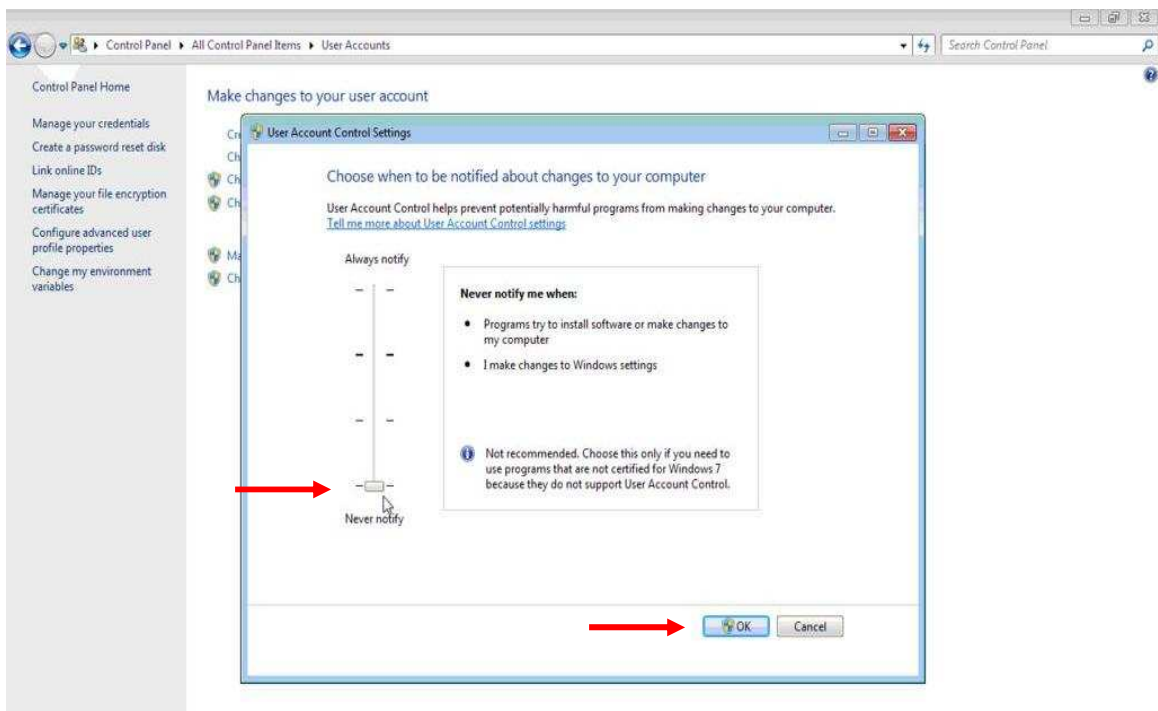 Control Panel ▸ All Control Panel Items ▸ User Accounts
Search Control Panel
Control Panel Home
Manage your credentials
Create a password reset disk
Link online IDs
Manage your file encryption
certificates
Configure advanced user
profile properties
Change my environment
variables
Make changes to your user account
Ch
Ch
Ch
Ma
Ch
User Account Control Settings
Choose when to be notified about changes to your computer
User Account Control helps prevent potentially harmful programs from making changes to your computer.
Tell me more about User Account Control settings
Always notify
Never notify me when:
• Programs try to install software or make changes to
my computer
• I make changes to Windows settings
Not recommended. Choose this only if you need to
use programs that are not certified for Windows 7
because they do not support User Account Control.
Never notify
OK
Cancel